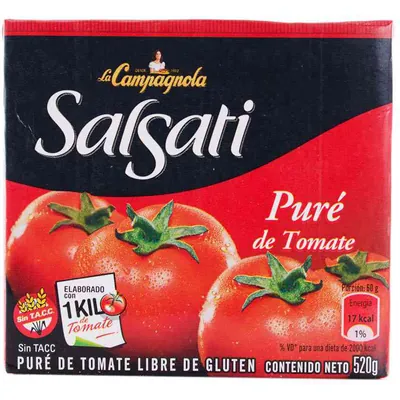 La Campagnola
Salsati
Puré
de Tomate
Porción: 60 g
Energía
17 kcal
1%
ELABORADO
con
1 KILO
de
Tomate
Sin T.A.C.C.
Sin TACC
% VD* para una dieta de 2000 kcal
PURÉ DE TOMATE LIBRE DE GLUTEN
CONTENIDO NETO 520g